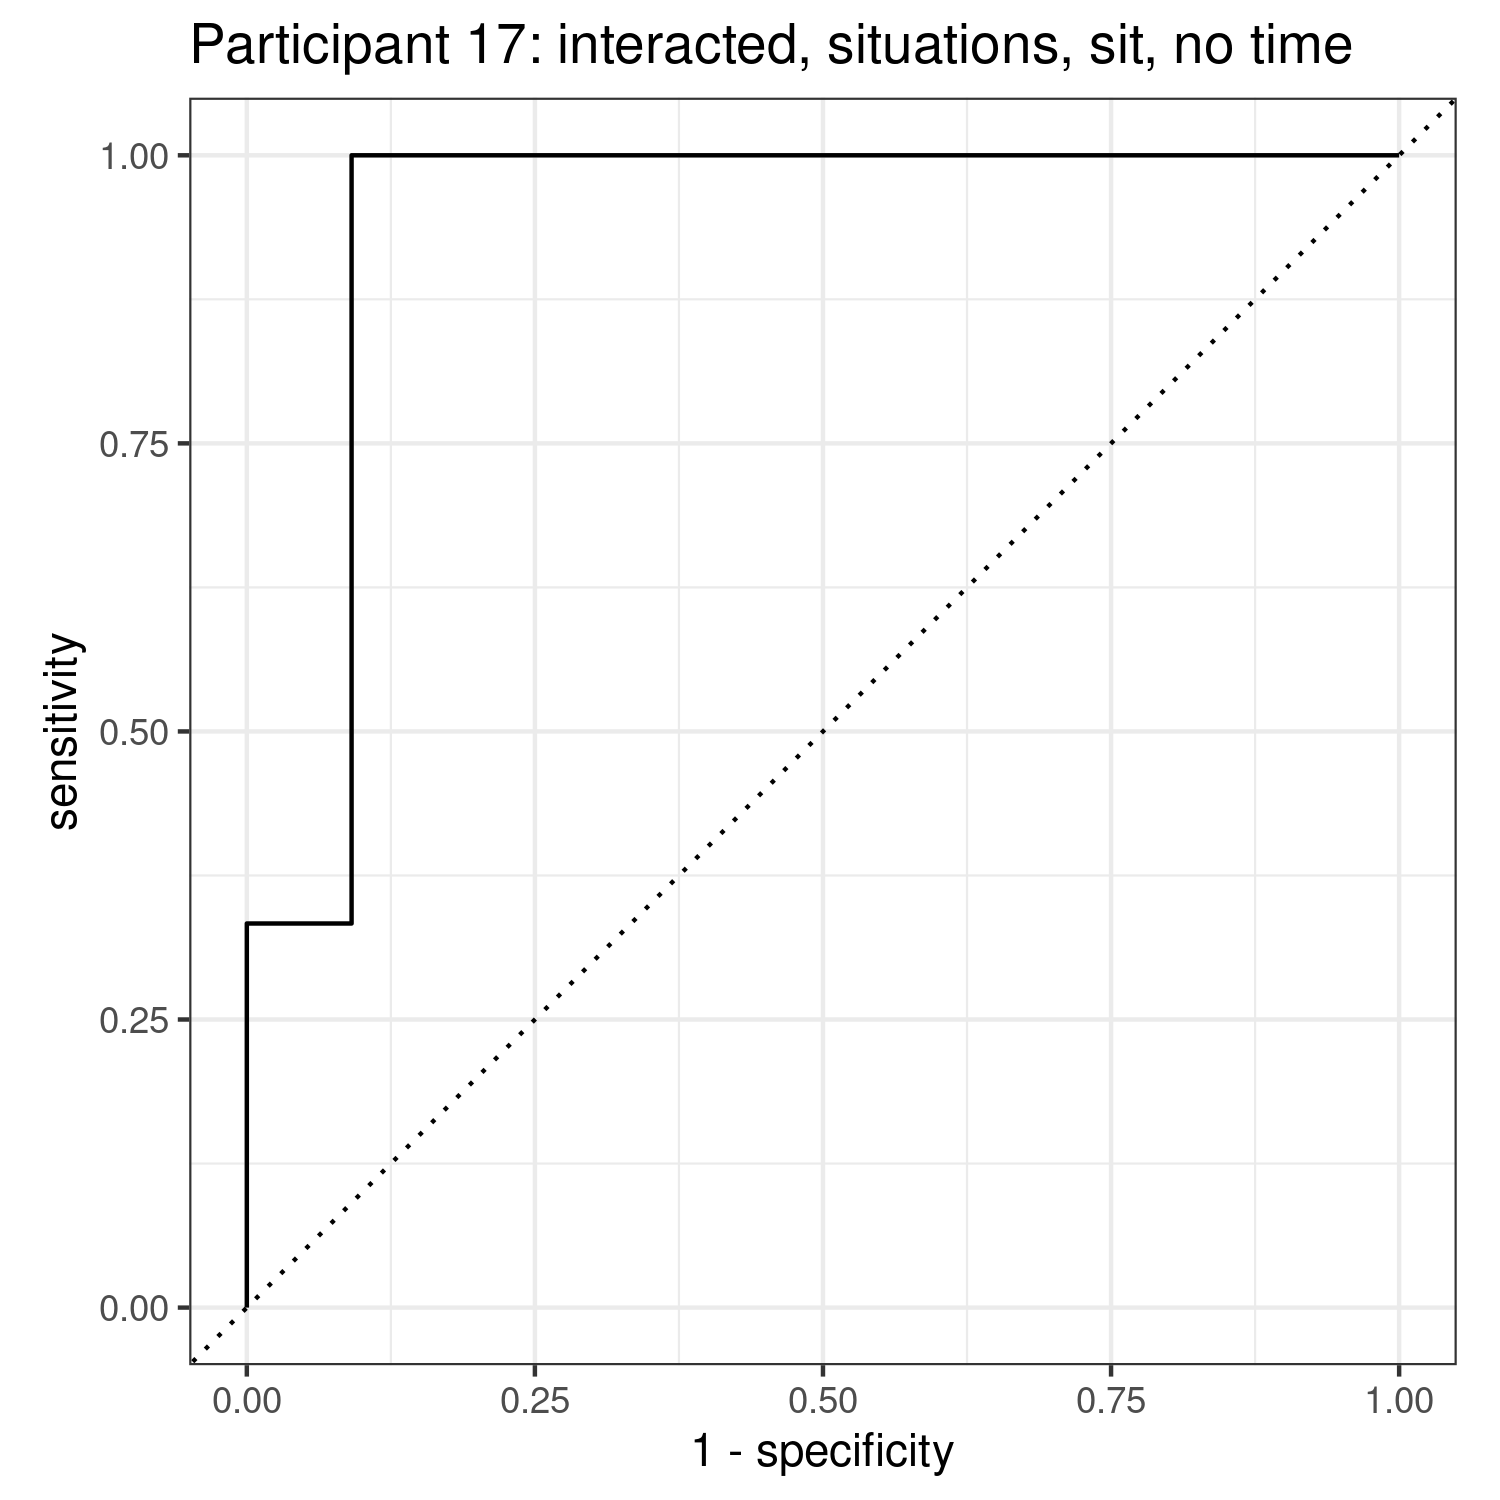 Participant 17: interacted, situations, sit, no time
1.00
0.75
0.50
0.25
0.00
sensitivity
0.00 0.25 0.50 0.75 1.00
1 - specificity